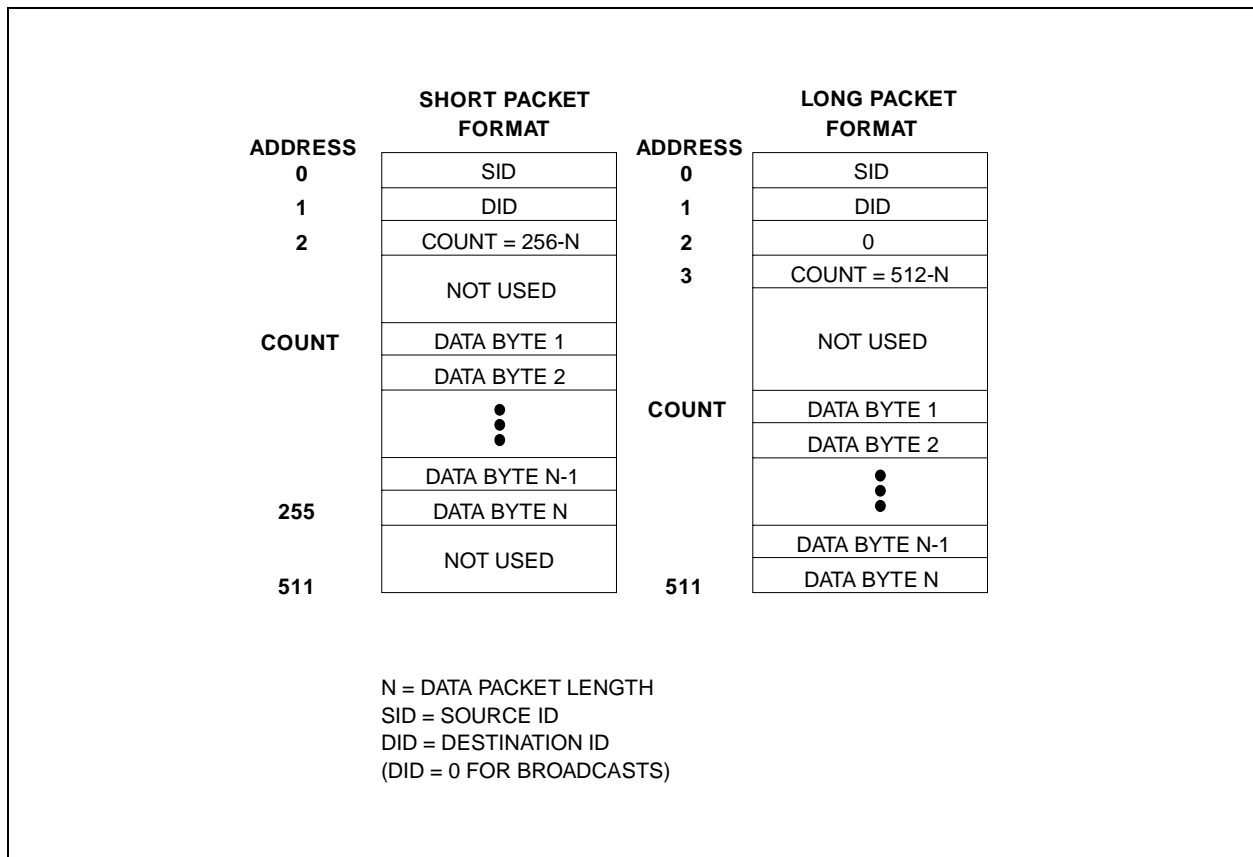 SHORT PACKET
FORMAT
ADDRESS
0
SID
1
DID
2
COUNT = 256-N
NOT USED
COUNT
DATA BYTE 1
DATA BYTE 2
DATA BYTE N-1
255
DATA BYTE N
NOT USED
511
LONG PACKET
FORMAT
ADDRESS
0
SID
1
DID
2
0
3
COUNT = 512-N
NOT USED
COUNT
DATA BYTE 1
DATA BYTE 2
DATA BYTE N-1
511
DATA BYTE N
N = DATA PACKET LENGTH
SID = SOURCE ID
DID = DESTINATION ID
(DID = 0 FOR BROADCASTS)